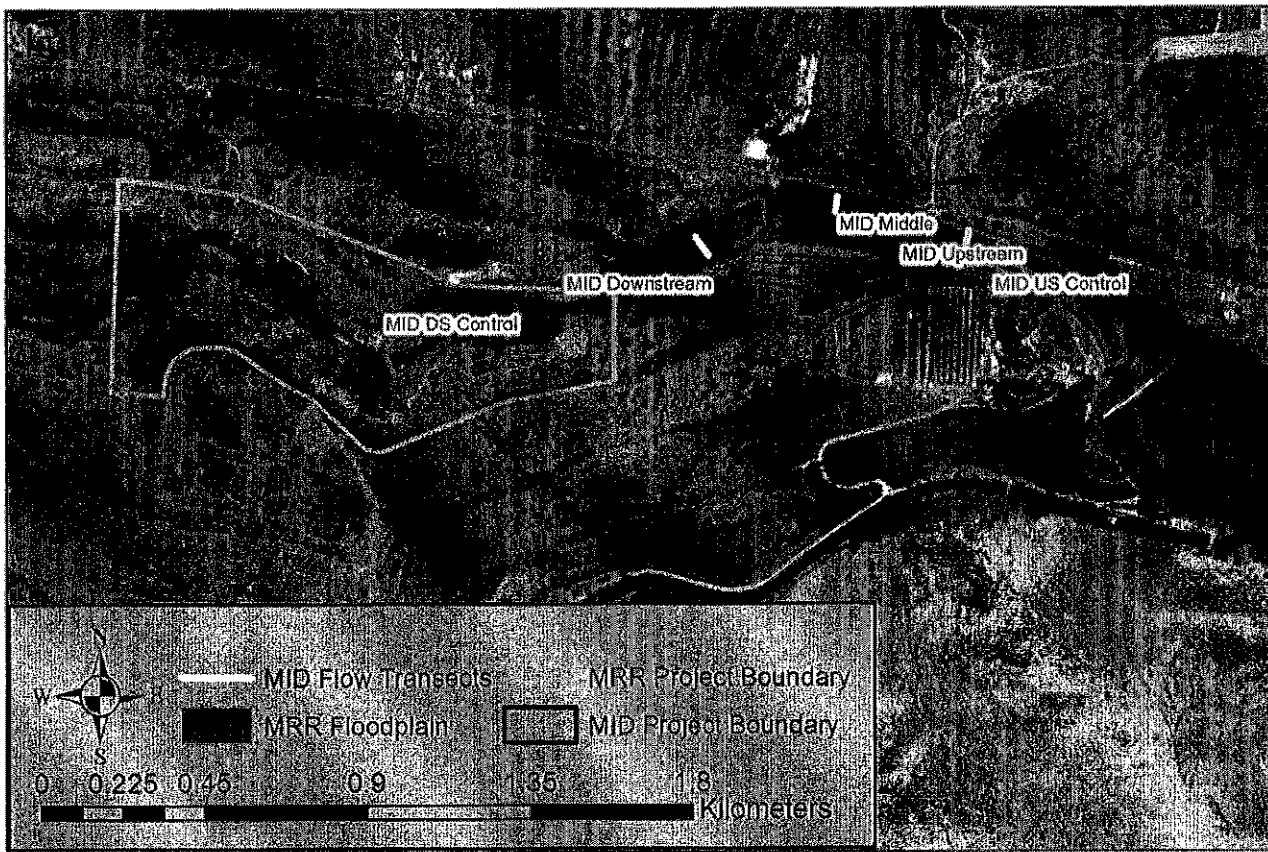 MID Middle
MID Upstream
MID Downstream
MID US Control
MID DS Control
N
W E
S
MID Flow Transects
MRR Project Boundary
MRR Floodplain
MID Project Boundary
0 0.225 0.45 0.9 1.35 1.8
Kilometers